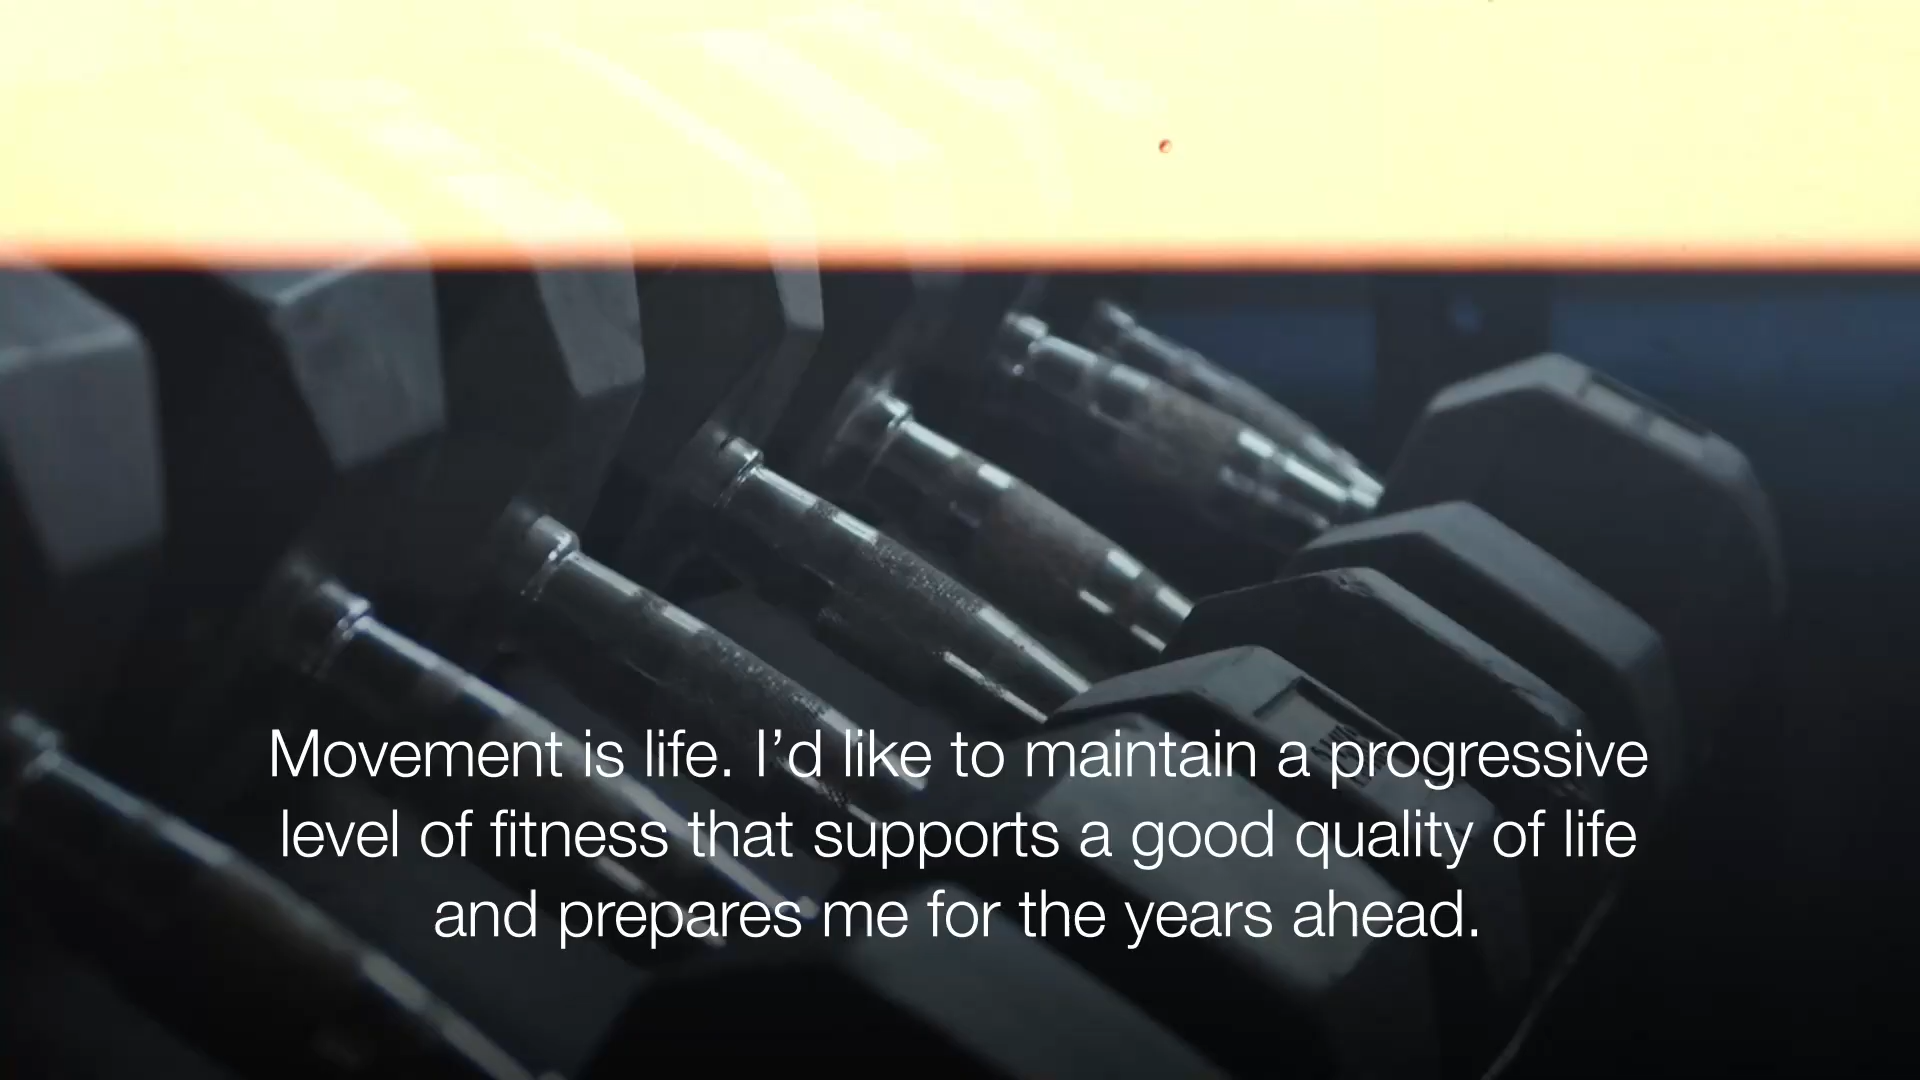 Movement is life. I’d like to maintain a progressive
level of fitness that supports a good quality of life
and prepares me for the years ahead.